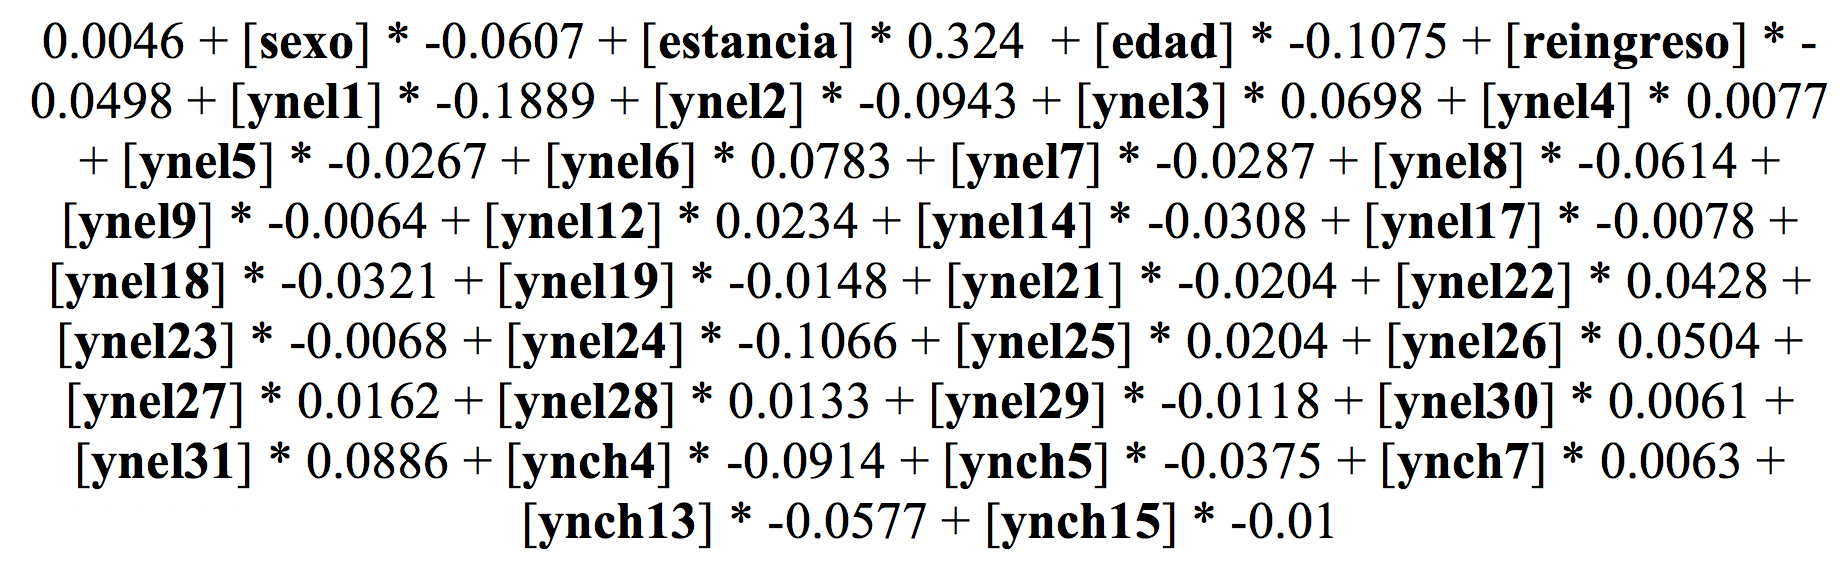 0.0046 + [sexo] * -0.0607 + [estancia] * 0.324 + [edad] * -0.1075 + [reingreso] * -
0.0498 + [ynel1] * -0.1889 + [ynel2] * -0.0943 + [ynel3] * 0.0698 + [ynel4] * 0.0077
+ [ynel5] * -0.0267 + [ynel6] * 0.0783 + [ynel7] * -0.0287 + [ynel8] * -0.0614 +
[ynel9] * -0.0064 + [ynel12] * 0.0234 + [ynel14] * -0.0308 + [ynel17] * -0.0078 +
[ynel18] * -0.0321 + [ynel19] * -0.0148 + [ynel21] * -0.0204 + [ynel22] * 0.0428 +
[ynel23] * -0.0068 + [ynel24] * -0.1066 + [ynel25] * 0.0204 + [ynel26] * 0.0504 +
[ynel27] * 0.0162 + [ynel28] * 0.0133 + [ynel29] * -0.0118 + [ynel30] * 0.0061 +
[ynel31] * 0.0886 + [ynch4] * -0.0914 + [ynch5] * -0.0375 + [ynch7] * 0.0063 +
[ynch13] * -0.0577 + [ynch15] * -0.01